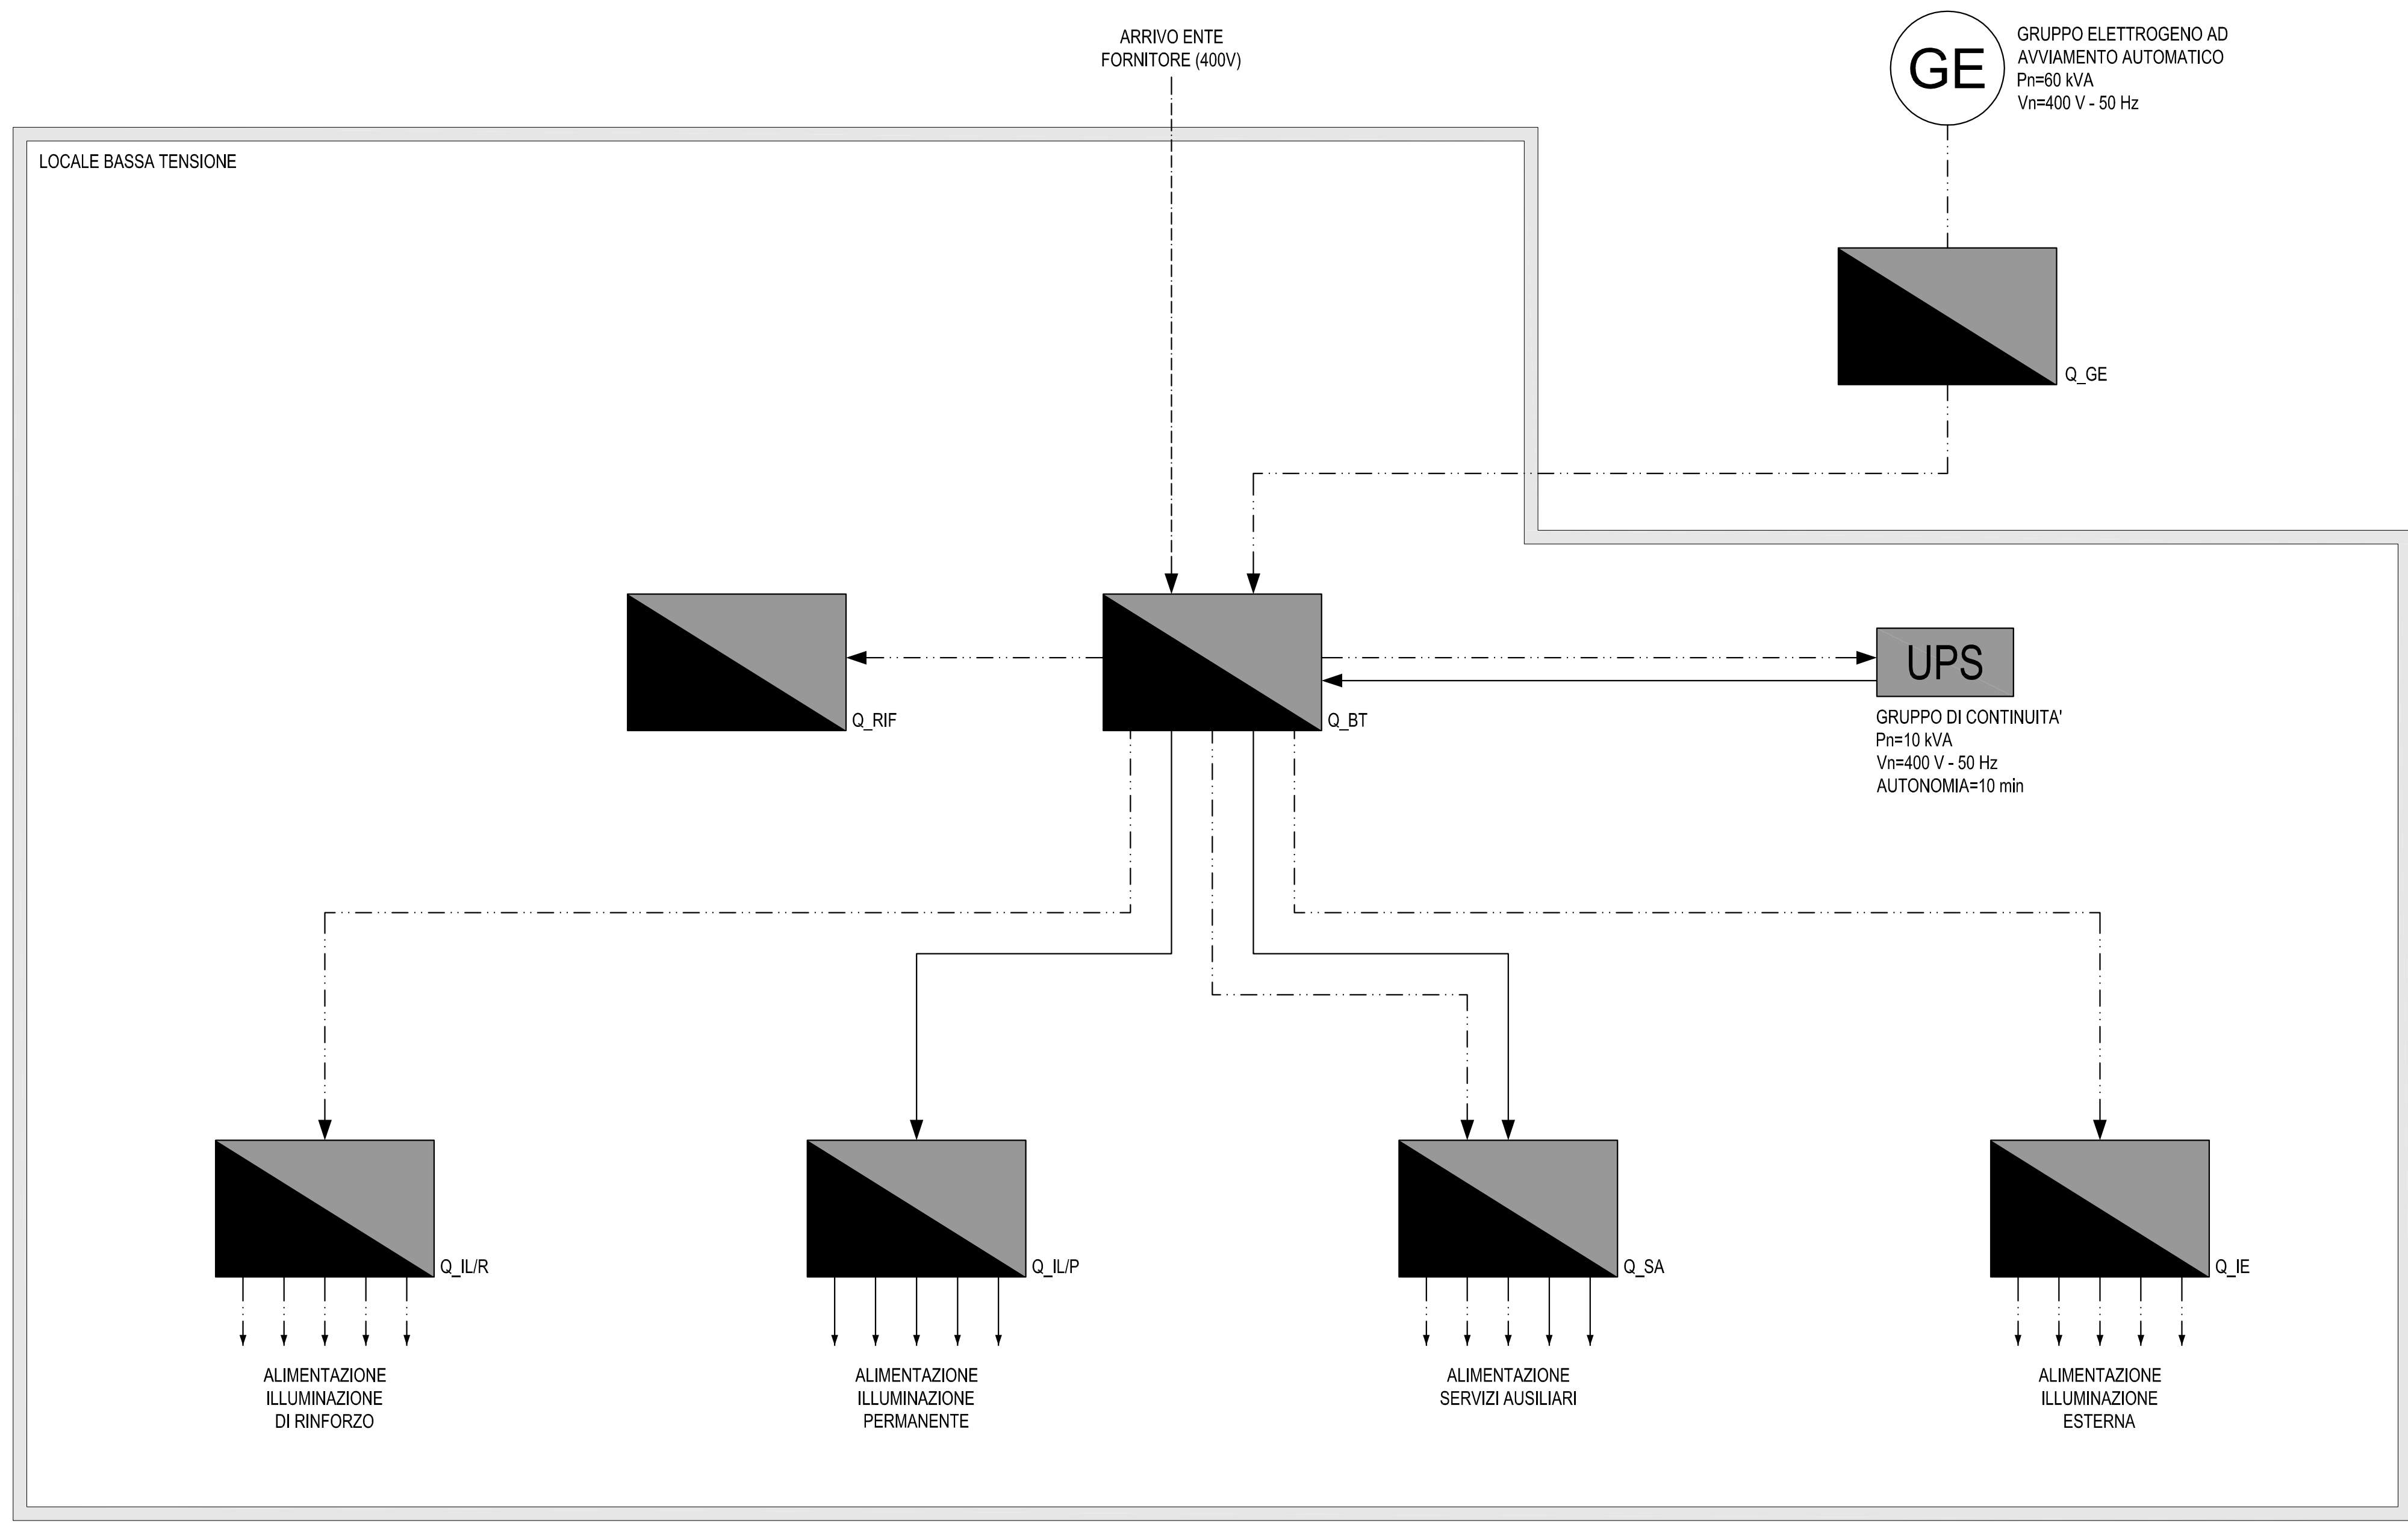 ARRIVO ENTE
FORNITORE (400V)
GE
GRUPPO ELETTROGENO AD
AVVIAMENTO AUTOMATICO
Pn=60 kVA
Vn=400 V - 50 Hz
LOCALE BASSA TENSIONE
Q_GE
Q_RIF
Q_BT
UPS
GRUPPO DI CONTINUITA'
Pn=10 kVA
Vn=400 V - 50 Hz
AUTONOMIA=10 min
Q_IL/R
Q_IL/P
Q_SA
Q_IE
ALIMENTAZIONE
ILLUMINAZIONE
DI RINFORZO
ALIMENTAZIONE
ILLUMINAZIONE
PERMANENTE
ALIMENTAZIONE
SERVIZI AUSILIARI
ALIMENTAZIONE
ILLUMINAZIONE
ESTERNA